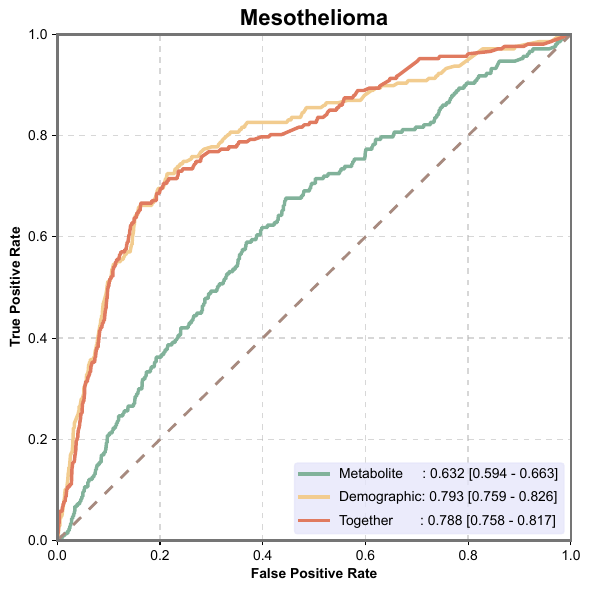 Mesothelioma
1.0
0.8
0.6
0.4
0.2
0.0
True Positive Rate
Metabolite : 0.632 [0.594 - 0.663]
Demographic: 0.793 [0.759 - 0.826]
Together : 0.788 [0.758 - 0.817]
0.0 0.2 0.4 0.6 0.8 1.0
False Positive Rate